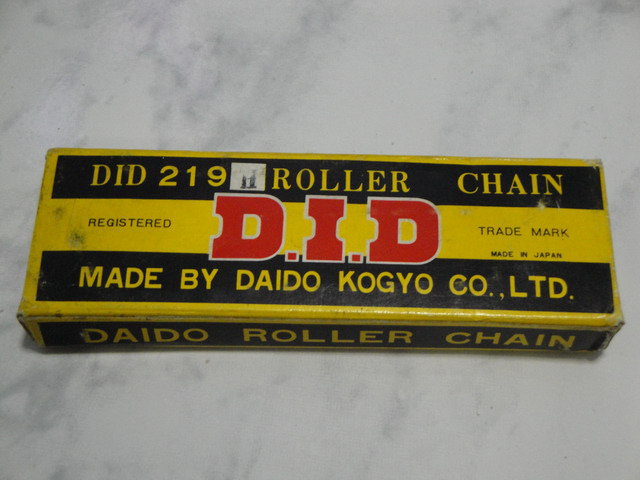 DID 219 ROLLER CHAIN
REGISTERED
D.I.D
TRADE MARK
MADE IN JAPAN
MADE BY DAIDO KOGYO CO., LTD.
DAIDO ROLLER CHAIN